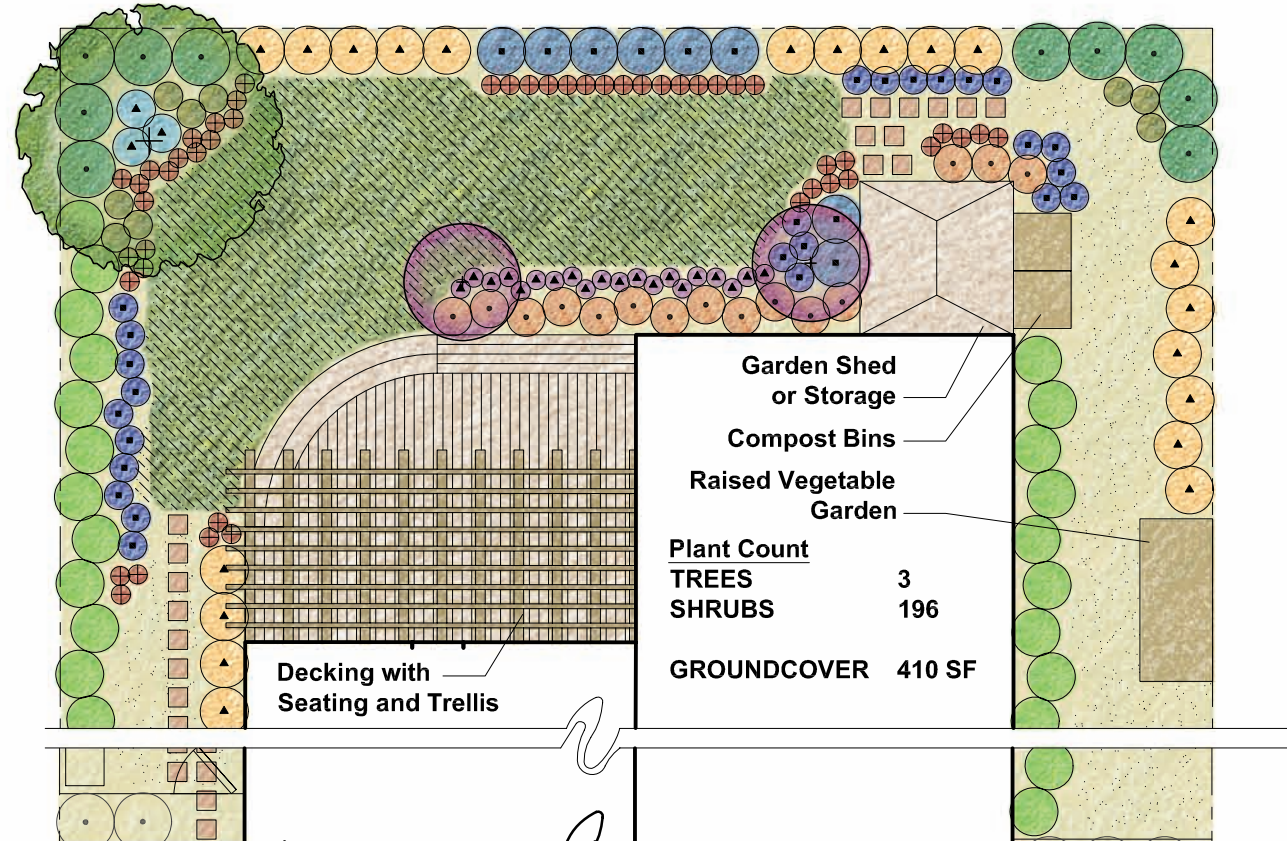 Garden Shed
or Storage
Compost Bins
Raised Vegetable
Garden
Plant Count
TREES 3
SHRUBS 196
GROUNDCOVER 410 SF
Decking with
Seating and Trellis